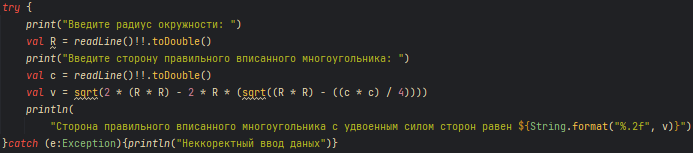 try {
    print("Введите радиус окружности: ")
    val R = readLine()!!.toDouble()
    print("Введите сторону правильного вписанного многоугольника: ")
    val c = readLine()!!.toDouble()
    val v = sqrt(2 * (R * R) - 2 * R * (sqrt((R * R) - ((c * c) / 4))))
    println(
        "Сторона правильного вписанного многоугольника с удвоенным силом сторон равен ${String.format("%.2f", v)}")
}catch (e:Exception){println("Неккоректный ввод даных")}